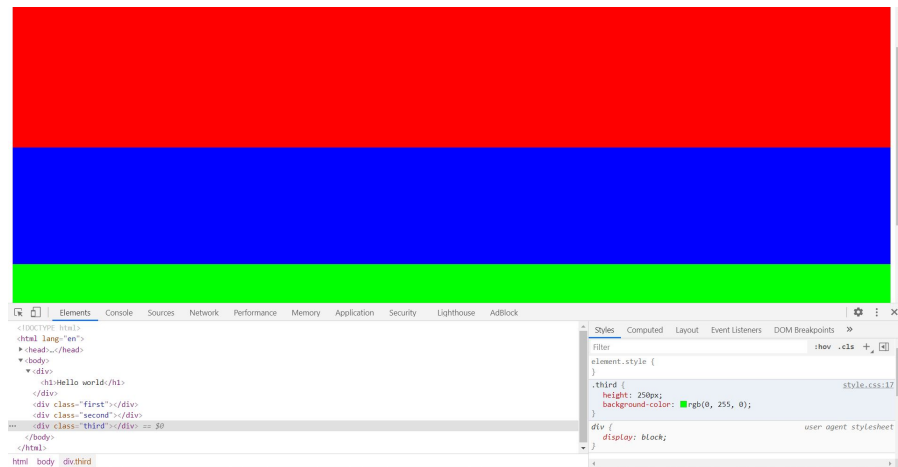 Elements Console Sources Network Performance Memory Application Security Lighthouse AdBlock
<!DOCTYPE html>
<html lang="en">
<head>…</head>
<body>
<div>
<h1>Hello world</h1>
</div>
<div class="first"></div>
<div class="second"></div>
<div class="third"></div> == $0
</body>
</html>
html body div.third
Styles Computed Layout Event Listeners DOM Breakpoints »
Filter :hov .cls +
element.style {
}
.third { style.css:17
height: 250px;
background-color: rgb(0, 255, 0);
}
div { user agent stylesheet
display: block;
}